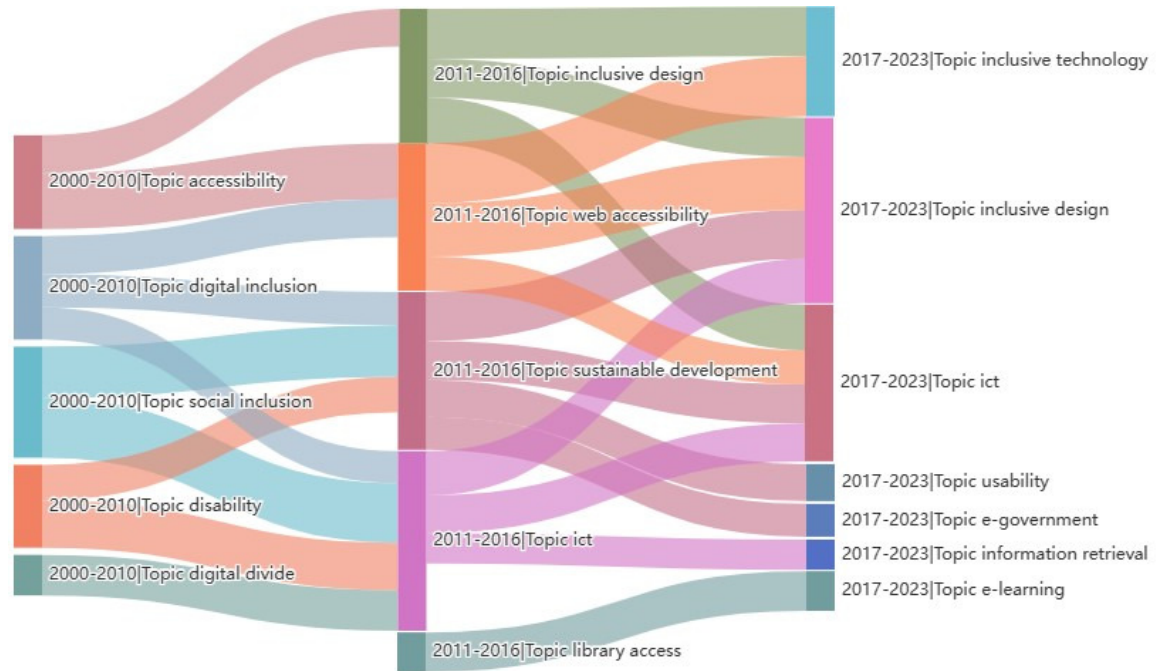 2000-2010|Topic accessibility
2000-2010|Topic digital inclusion
2000-2010|Topic social inclusion
2000-2010|Topic disability
2000-2010|Topic digital divide
2011-2016|Topic inclusive design
2011-2016|Topic web accessibility
2011-2016|Topic sustainable development
2011-2016|Topic ict
2011-2016|Topic library access
2017-2023|Topic inclusive technology
2017-2023|Topic inclusive design
2017-2023|Topic ict
2017-2023|Topic usability
2017-2023|Topic e-government
2017-2023|Topic information retrieval
2017-2023|Topic e-learning